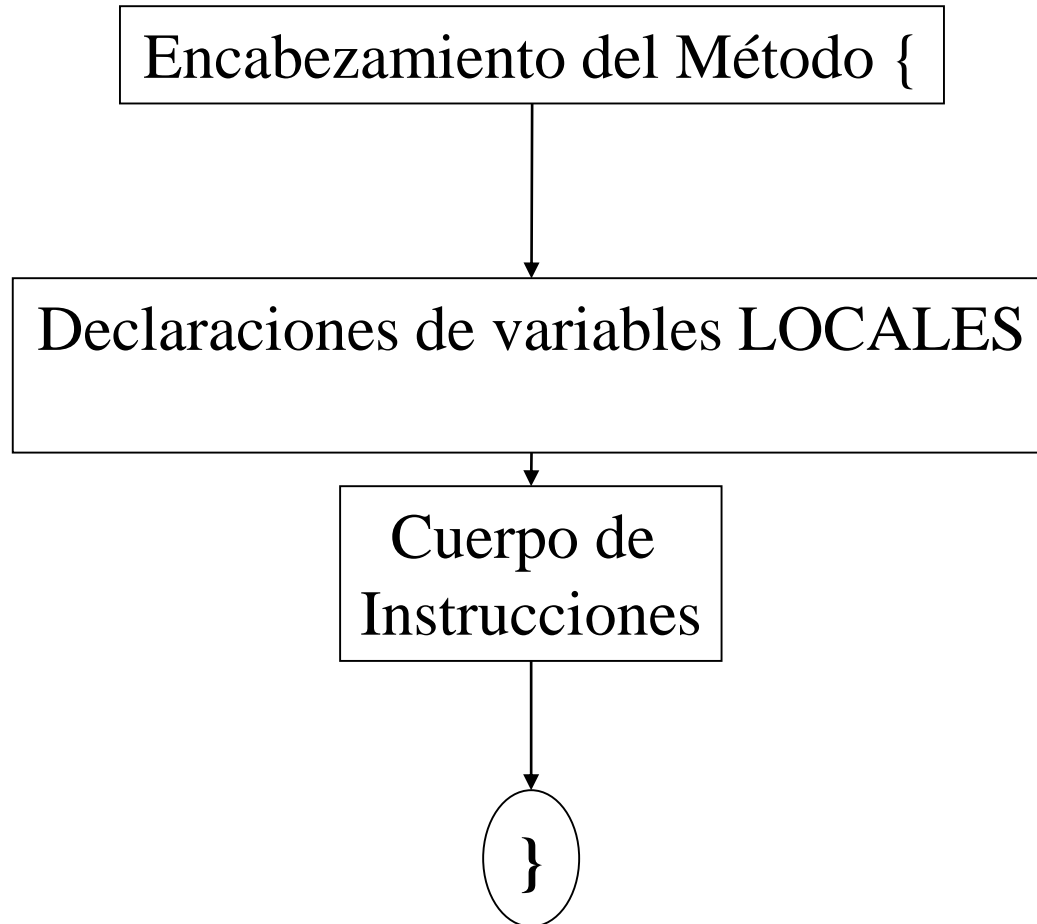 Encabezamiento del Método {
Declaraciones de variables LOCALES
Cuerpo de
Instrucciones
}